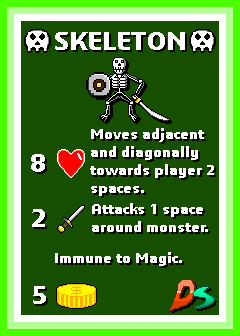 SKELETON
8
Moves adjacent
and diagonally
towards player 2
spaces.
2
Attacks 1 space
around monster.
Immune to Magic.
5
DS